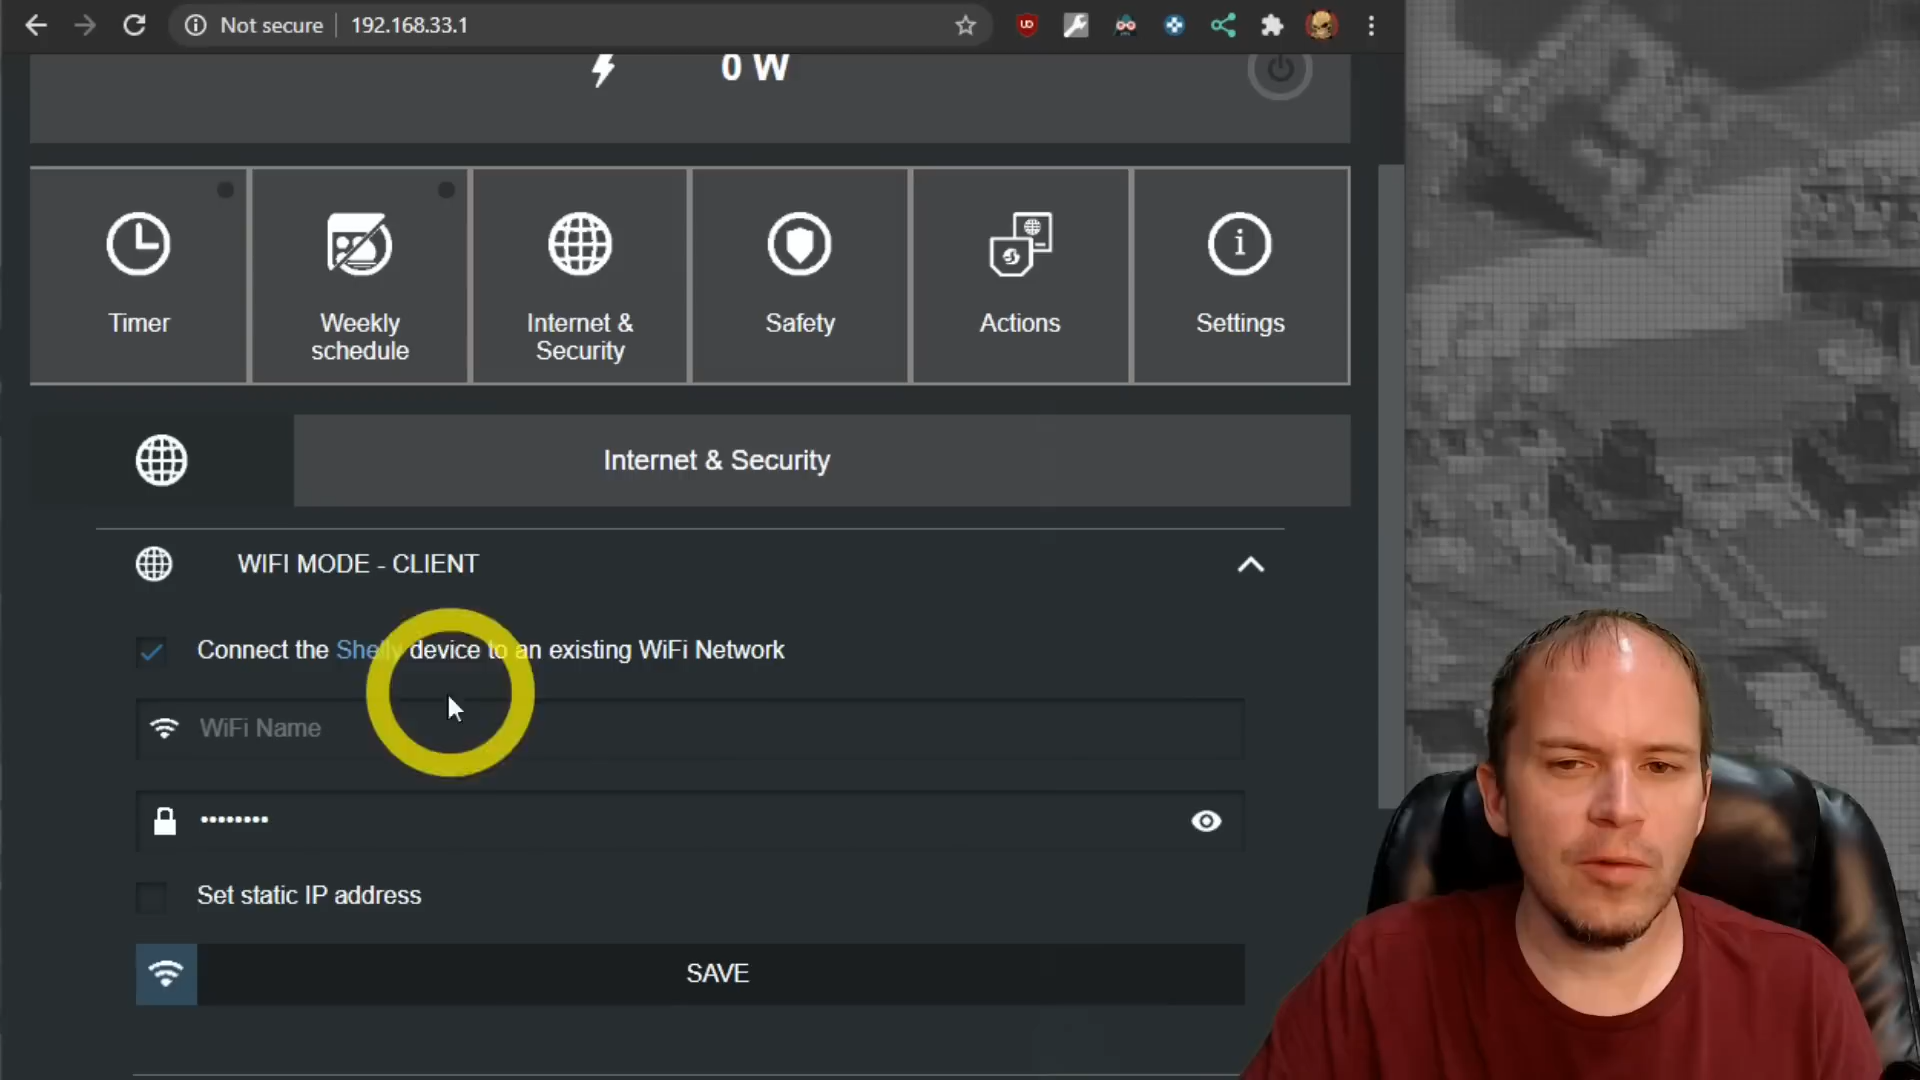 Not secure
192.168.33.1
UD
0 W
Timer
Weekly
schedule
Internet &
Security
Safety
Actions
Settings
Internet & Security
WIFI MODE - CLIENT
Connect the Shelly device to an existing WiFi Network
WiFi Name
••••••••
Set static IP address
SAVE